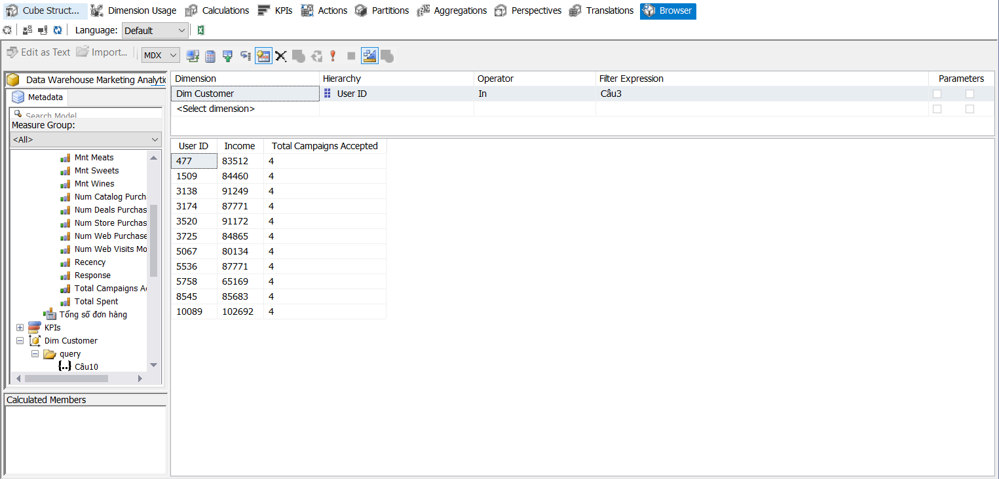 Cube Struct... Dimension Usage Calculations KPIs Actions Partitions Aggregations Perspectives Translations Browser
Language: Default
Edit as Text Import... MDX
Data Warehouse Marketing Analytic
Metadata
Search Model
Measure Group:
<All>
Mnt Meats
Mnt Sweets
Mnt Wines
Num Catalog Purch
Num Deals Purchas
Num Store Purchas
Num Web Purchase
Num Web Visits Mo
Recency
Response
Total Campaigns A
Total Spent
Tổng số đơn hàng
KPIs
Dim Customer
query
{..} Câu10
Calculated Members
Dimension Hierarchy Operator Filter Expression Parameters
Dim Customer User ID In Câu3
<Select dimension>
User ID Income Total Campaigns Accepted
477 83512 4
1509 84460 4
3138 91249 4
3174 87771 4
3520 91172 4
3725 84865 4
5067 80134 4
5536 87771 4
5758 65169 4
8545 85683 4
10089 102692 4